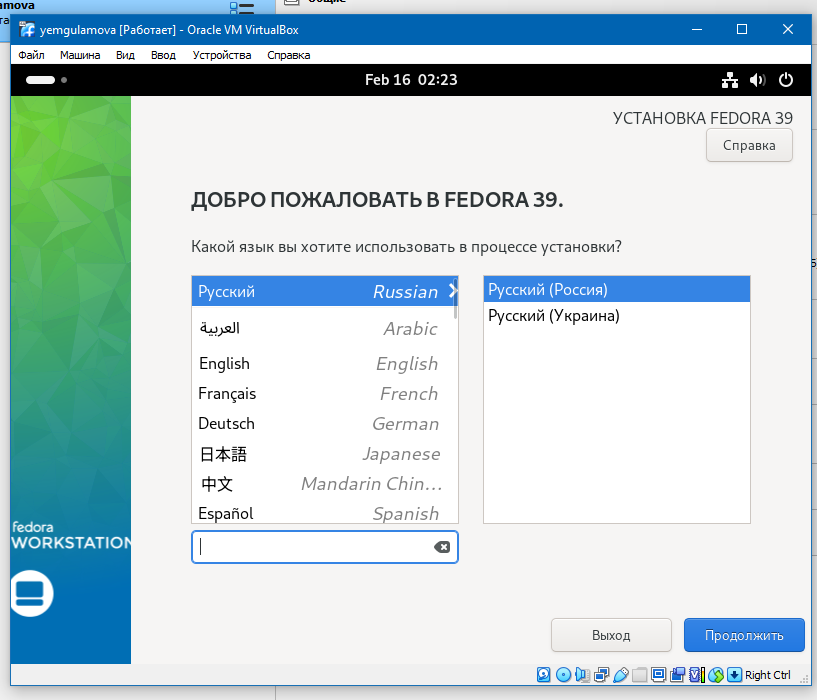 amova
yemgulamova [Работает] - Oracle VM VirtualBox
Файл Машина Вид Ввод Устройства Справка
Feb 16 02:23
УСТАНОВКА FEDORA 39
Справка
ДОБРО ПОЖАЛОВАТЬ В FEDORA 39.
Какой язык вы хотите использовать в процессе установки?
Русский Russian
العربية Arabic
English English
Français French
Deutsch German
日本語 Japanese
中文 Mandarin Chin...
Español Spanish
Русский (Россия)
Русский (Украина)
fedora
WORKSTATION
Выход
Продолжить
Right Ctrl